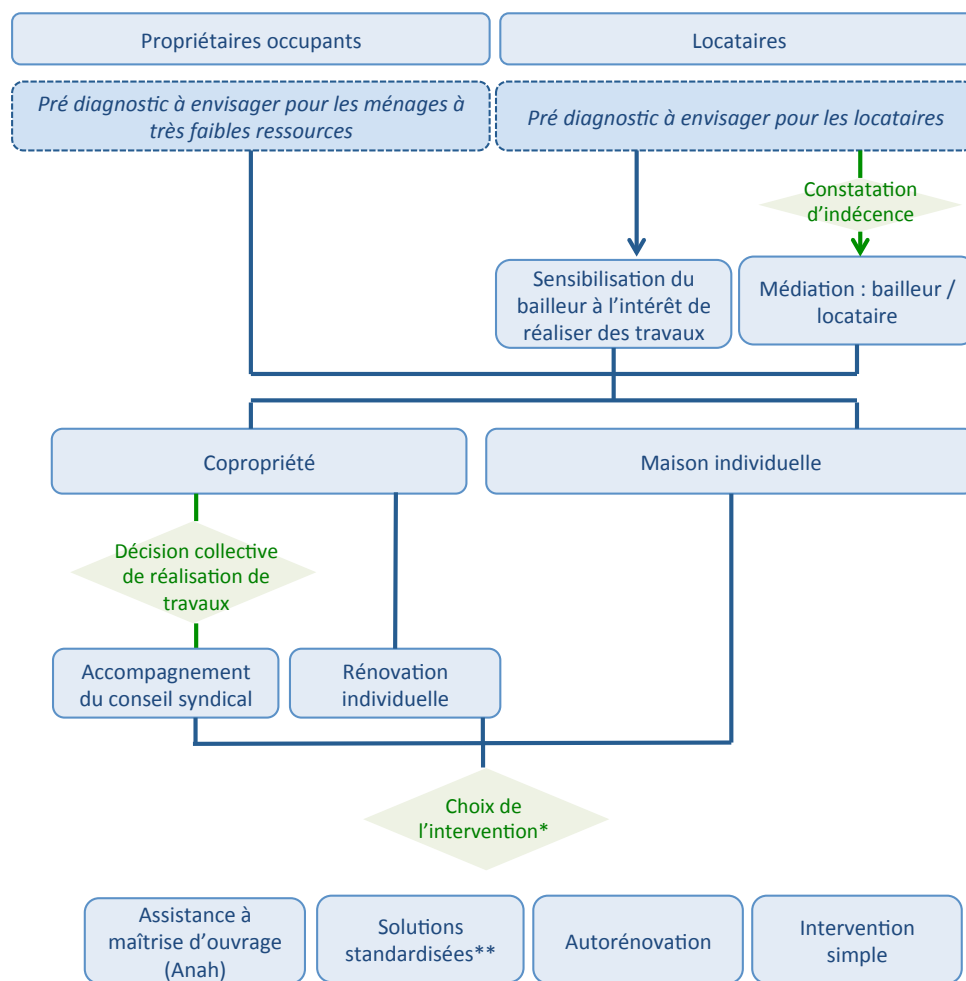 Propriétaires occupants
Locataires
Pré diagnostic à envisager pour les ménages à
très faibles ressources
Pré diagnostic à envisager pour les locataires
Constatation
d'indécence
Sensibilisation du
bailleur à l'intérêt de
réaliser des travaux
Médiation : bailleur /
locataire
Copropriété
Maison individuelle
Décision collective
de réalisation de
travaux
Accompagnement
du conseil syndical
Rénovation
individuelle
Choix de
l'intervention*
Assistance à
maîtrise d'ouvrage
(Anah)
Solutions
standardisées**
Autorénovation
Intervention
simple